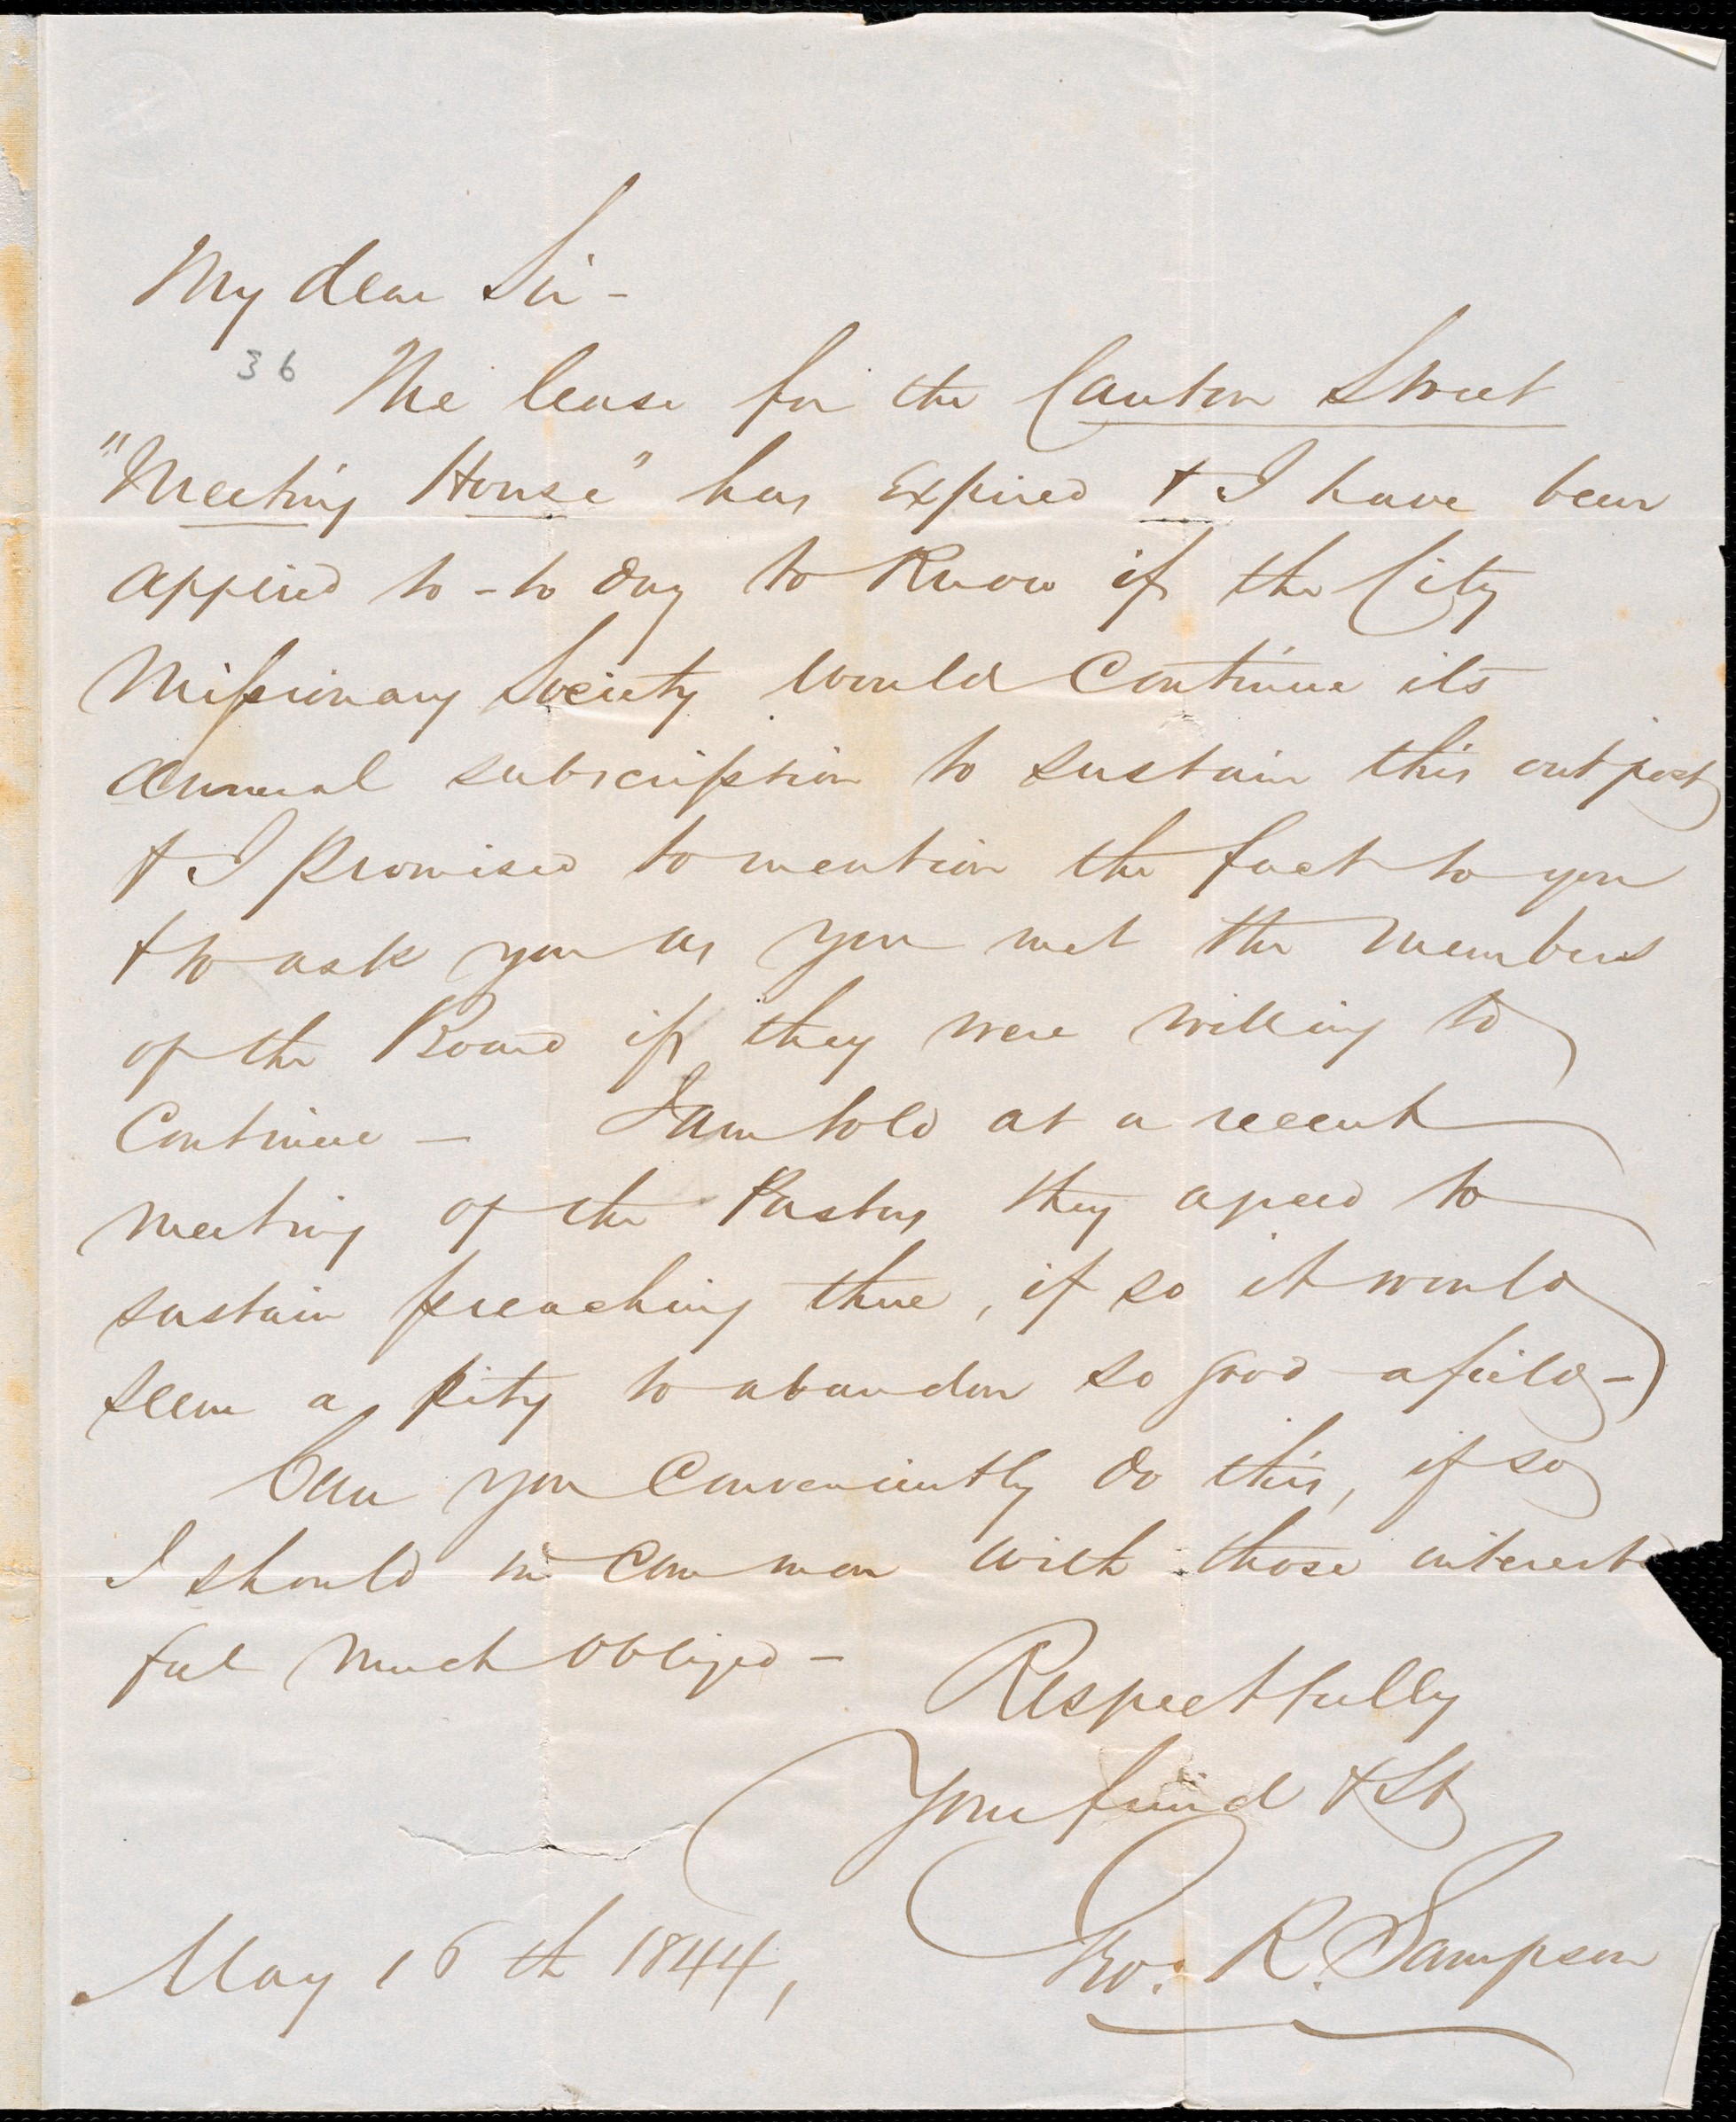 My dear Sir -
36
The lease for the Canton Street
"Meeting House" has expired & I have been
applied to - to day to know if the City
Missionary Society would continue its
annual subscription to sustain this outpost
& I promised to mention the fact to you
& to ask you as you met the members
of the Board if they were willing to
Continue - I am told at a recent
meeting of the Pastors they agreed to
sustain preaching there, if so it would
seem a pity to abandon so good a field -
Can you Conveniently do this, if so
I should in Common with those interested
feel much obliged -
Respectfully
Your friend & St
Geo: R. Sampson
May 16th 1844,